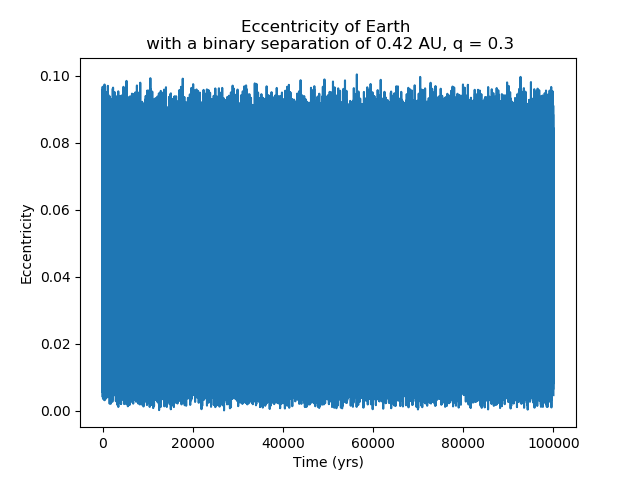 Eccentricity of Earth
with a binary separation of 0.42 AU, q = 0.3
0.10
0.08
0.06
0.04
0.02
0.00
Eccentricity
0 20000 40000 60000 80000 100000
Time (yrs)